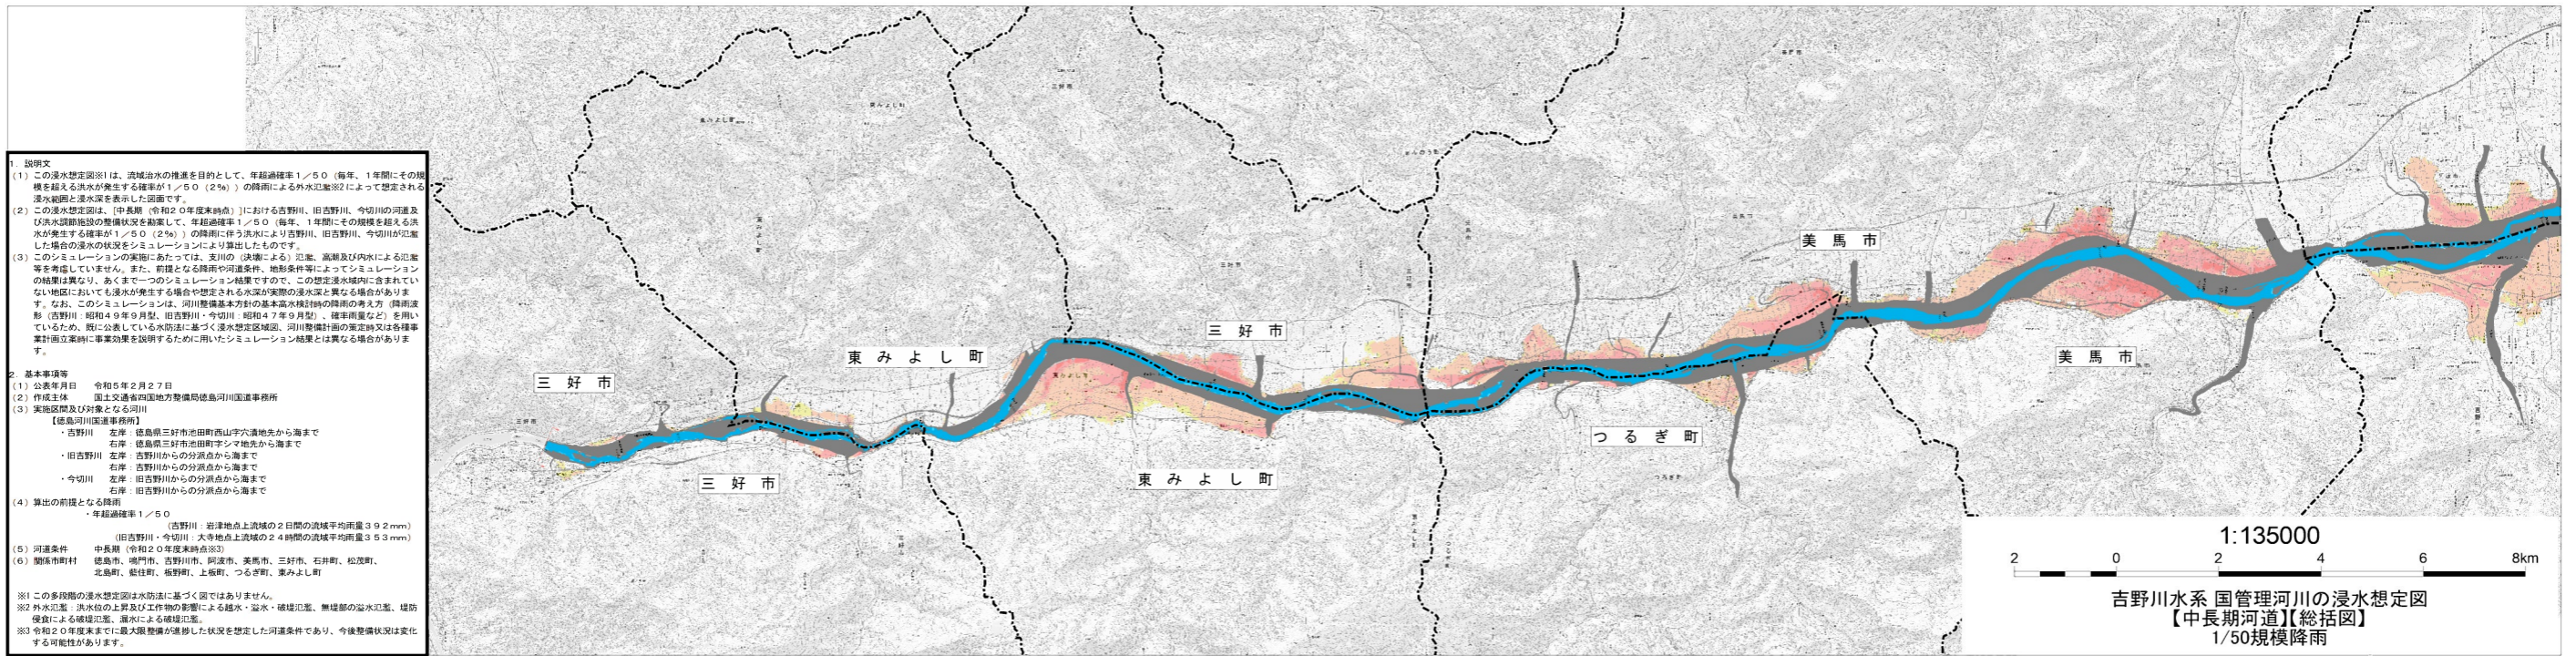 1. 説明文
(1) この浸水想定図※1は、流域治水の推進を目的として、年超過確率1／50（毎年、1年間にその規
模を超える洪水が発生する確率が1／50（2%））の降雨による外水氾濫※2によって想定される
浸水範囲と浸水深を表示した図面です。
(2) この浸水想定図は、[中長期（令和20年度末時点）]における吉野川、旧吉野川、今切川の河道及
び洪水調節施設の整備状況を勘案して、年超過確率1／50（毎年、1年間にその規模を超える洪
水が発生する確率が1／50（2%））の降雨に伴う洪水により吉野川、旧吉野川、今切川が氾濫
した場合の浸水の状況をシミュレーションにより算出したものです。
(3) このシミュレーションの実施にあたっては、支川の（決壊による）氾濫、高潮及び内水による氾濫
等を考慮していません。また、前提となる降雨や河道条件、地形条件等によってシミュレーション
の結果は異なり、あくまで一つのシミュレーション結果ですので、この想定浸水域内に含まれてい
ない地区においても浸水が発生する場合や想定される水深が実際の浸水深と異なる場合がありま
す。なお、このシミュレーションは、河川整備基本方針の基本高水検討時の降雨の考え方（降雨波
形（吉野川：昭和49年9月型、旧吉野川・今切川：昭和47年9月型）、確率雨量など）を用い
ているため、既に公表している水防法に基づく浸水想定区域図、河川整備計画の策定時又は各種事
業計画立案時に事業効果を説明するために用いたシミュレーション結果とは異なる場合がありま
す。
2. 基本事項等
(1) 公表年月日 令和5年2月27日
(2) 作成主体 国土交通省四国地方整備局徳島河川国道事務所
(3) 実施区間及び対象となる河川
【徳島河川国道事務所】
・吉野川 左岸：徳島県三好市池田町西山字穴漬地先から海まで
右岸：徳島県三好市池田町字シマ地先から海まで
・旧吉野川 左岸：吉野川からの分派点から海まで
右岸：吉野川からの分派点から海まで
・今切川 左岸：旧吉野川からの分派点から海まで
右岸：旧吉野川からの分派点から海まで
(4) 算出の前提となる降雨
・年超過確率1／50
（吉野川：岩津地点上流域の2日間の流域平均雨量392mm）
（旧吉野川・今切川：大寺地点上流域の24時間の流域平均雨量353mm）
(5) 河道条件 中長期（令和20年度末時点※3）
(6) 関係市町村 徳島市、鳴門市、吉野川市、阿波市、美馬市、三好市、石井町、松茂町、
北島町、藍住町、板野町、上板町、つるぎ町、東みよし町
※1 この多段階の浸水想定図は水防法に基づく図ではありません。
※2 外水氾濫：洪水位の上昇及び工作物の影響による越水・溢水・破堤氾濫、無堤部の溢水氾濫、堤防
侵食による破堤氾濫、漏水による破堤氾濫。
※3 令和20年度末までに最大限整備が進捗した状況を想定した河道条件であり、今後整備状況は変化
する可能性があります。
美馬市
三好市
東みよし町
三好市
美馬市
つるぎ町
三好市
東みよし町
1:135000
2 0 2 4 6 8km
吉野川水系 国管理河川の浸水想定図
【中長期河道】【総括図】
1/50規模降雨